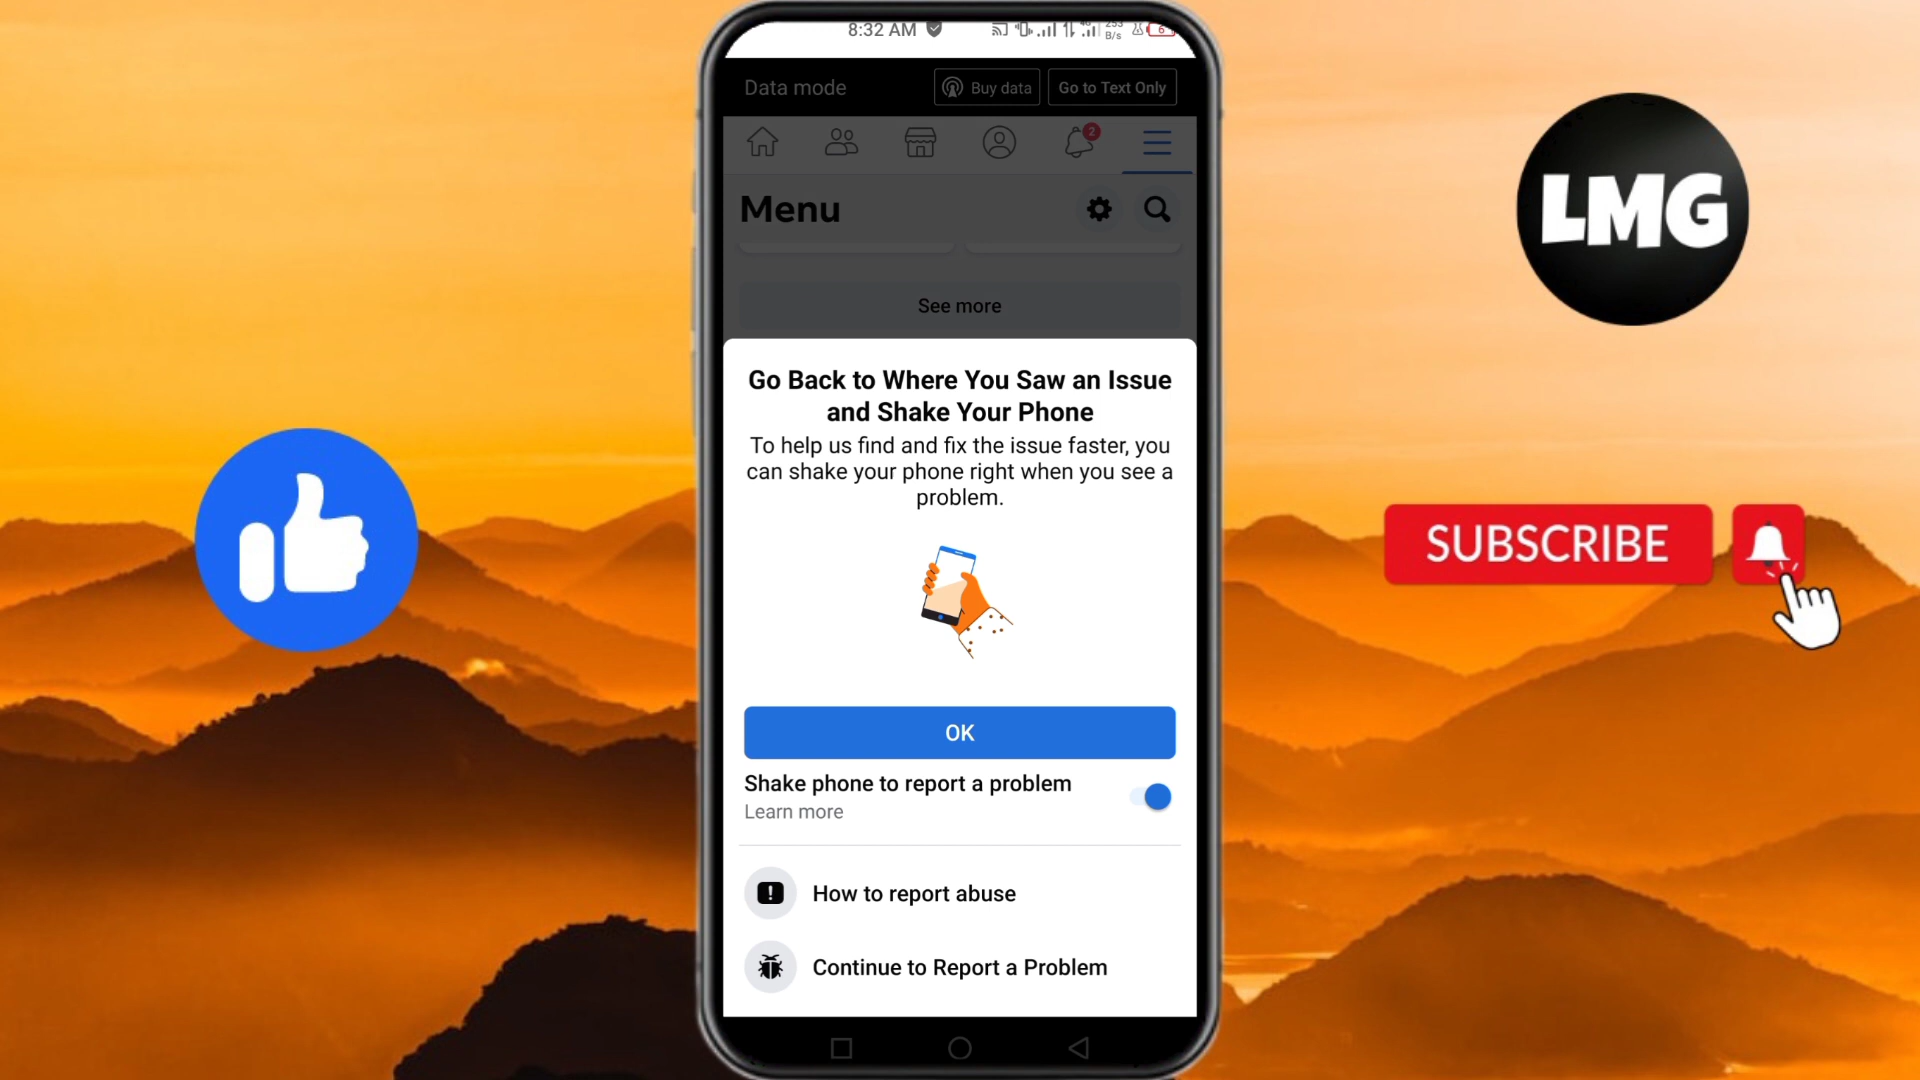 8:32 AM
253
B/s
6
Data mode
Buy data
Go to Text Only
2
Menu
See more
Go Back to Where You Saw an Issue
and Shake Your Phone
To help us find and fix the issue faster, you
can shake your phone right when you see a
problem.
OK
Shake phone to report a problem
Learn more
How to report abuse
Continue to Report a Problem
LMG
SUBSCRIBE